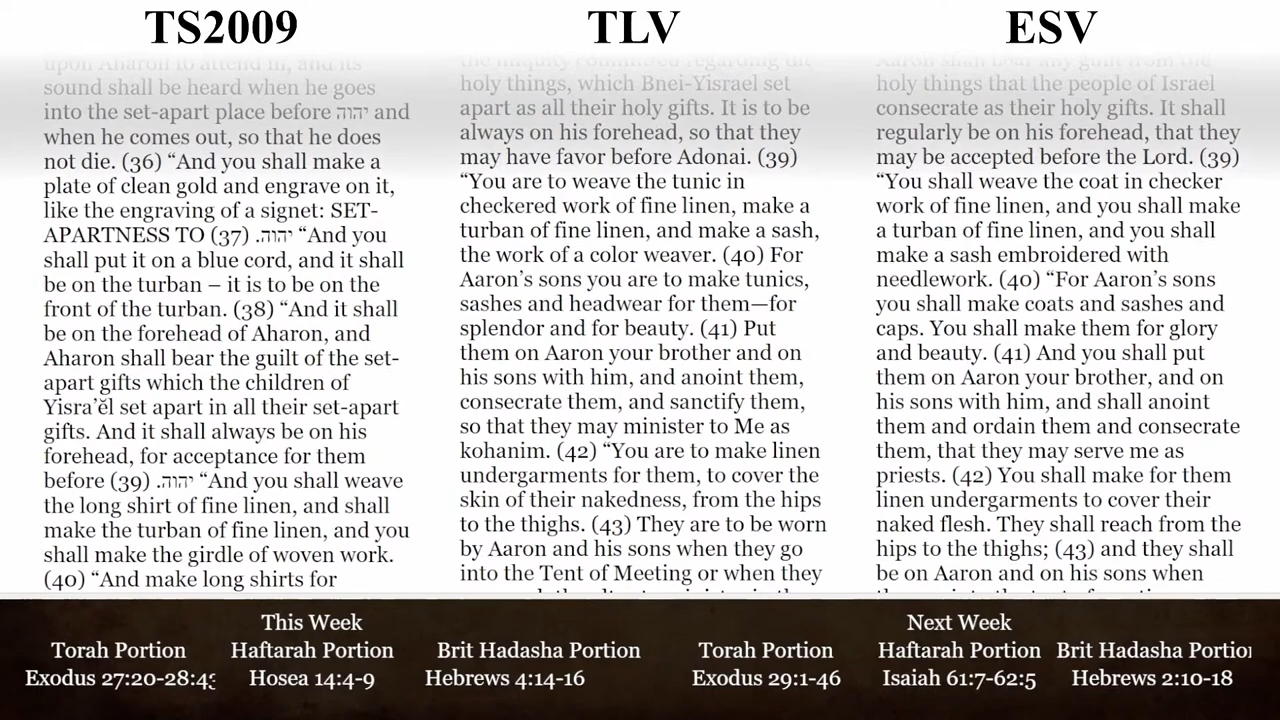 TS2009
upon Aharon to attend in, and its
sound shall be heard when he goes
into the set-apart place before יהוה and
when he comes out, so that he does
not die. (36) “And you shall make a
plate of clean gold and engrave on it,
like the engraving of a signet: SET-
APARTNESS TO (37) .יהוה “And you
shall put it on a blue cord, and it shall
be on the turban – it is to be on the
front of the turban. (38) “And it shall
be on the forehead of Aharon, and
Aharon shall bear the guilt of the set-
apart gifts which the children of
Yisra’ĕl set apart in all their set-apart
gifts. And it shall always be on his
forehead, for acceptance for them
before (39) .יהוה “And you shall weave
the long shirt of fine linen, and shall
make the turban of fine linen, and you
shall make the girdle of woven work.
(40) “And make long shirts for
TLV
the iniquity committed regarding the
holy things, which Bnei-Yisrael set
apart as all their holy gifts. It is to be
always on his forehead, so that they
may have favor before Adonai. (39)
“You are to weave the tunic in
checkered work of fine linen, make a
turban of fine linen, and make a sash,
the work of a color weaver. (40) For
Aaron’s sons you are to make tunics,
sashes and headwear for them—for
splendor and for beauty. (41) Put
them on Aaron your brother and on
his sons with him, and anoint them,
consecrate them, and sanctify them,
so that they may minister to Me as
kohanim. (42) “You are to make linen
undergarments for them, to cover the
skin of their nakedness, from the hips
to the thighs. (43) They are to be worn
by Aaron and his sons when they go
into the Tent of Meeting or when they
ESV
Aaron shall bear any guilt from the
holy things that the people of Israel
consecrate as their holy gifts. It shall
regularly be on his forehead, that they
may be accepted before the Lord. (39)
“You shall weave the coat in checker
work of fine linen, and you shall make
a turban of fine linen, and you shall
make a sash embroidered with
needlework. (40) “For Aaron’s sons
you shall make coats and sashes and
caps. You shall make them for glory
and beauty. (41) And you shall put
them on Aaron your brother, and on
his sons with him, and shall anoint
them and ordain them and consecrate
them, that they may serve me as
priests. (42) You shall make for them
linen undergarments to cover their
naked flesh. They shall reach from the
hips to the thighs; (43) and they shall
be on Aaron and on his sons when
This Week
Torah Portion
Exodus 27:20-28:43
Haftarah Portion
Hosea 14:4-9
Brit Hadasha Portion
Hebrews 4:14-16
Next Week
Torah Portion
Exodus 29:1-46
Haftarah Portion
Isaiah 61:7-62:5
Brit Hadasha Portion
Hebrews 2:10-18